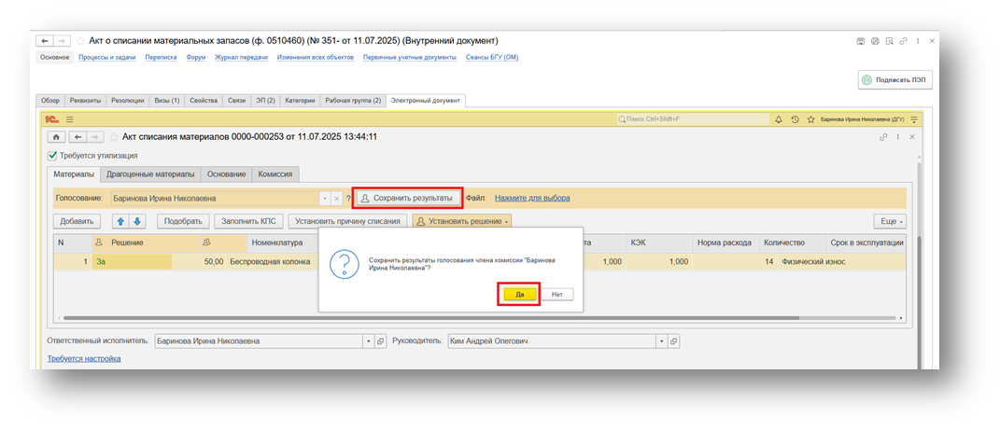 Акт о списании материальных запасов (ф. 0510460) (№ 351- от 11.07.2025) (Внутренний документ)
Основное Процессы и задачи Переписка Форум Журнал передачи Изменения всех объектов Первичные учетные документы Сеансы БГУ (ОМ)
Подписать ПЭП
Обзор Реквизиты Резолюции Визы (1) Свойства Связи ЭП (2) Категории Рабочая группа (2) Электронный документ
1С Поиск Ctrl+Shift+F Баринова Ирина Николаевна (ДГУ)
Акт списания материалов 0000-000253 от 11.07.2025 13:44:11
Требуется утилизация
Материалы Драгоценные материалы Основание Комиссия
Голосование: Баринова Ирина Николаевна ? Сохранить результаты Файл: Нажмите для выбора
Добавить Подобрать Заполнить КПС Установить причину списания Установить решение Еще
N Решение Номенклатура та КЭК Норма расхода Количество Срок в эксплуатации
1 За 50,00 Беспроводная колонка 1,000 1,000 14 Физический износ
Сохранить результаты голосования члена комиссии "Баринова
Ирина Николаевна"?
Да Нет
Ответственный исполнитель: Баринова Ирина Николаевна Руководитель: Ким Андрей Олегович
Требуется настройка